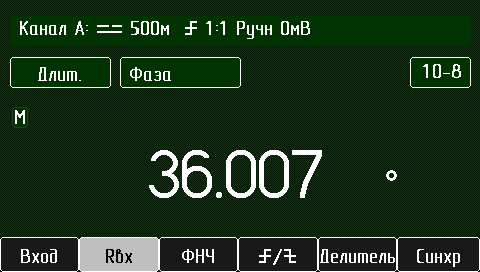 Канал А: 500м 1:1 Ручн 0мВ
Длит. Фаза 10-8
М
36.007 °
Вход Rвх ФНЧ / Делитель Синхр